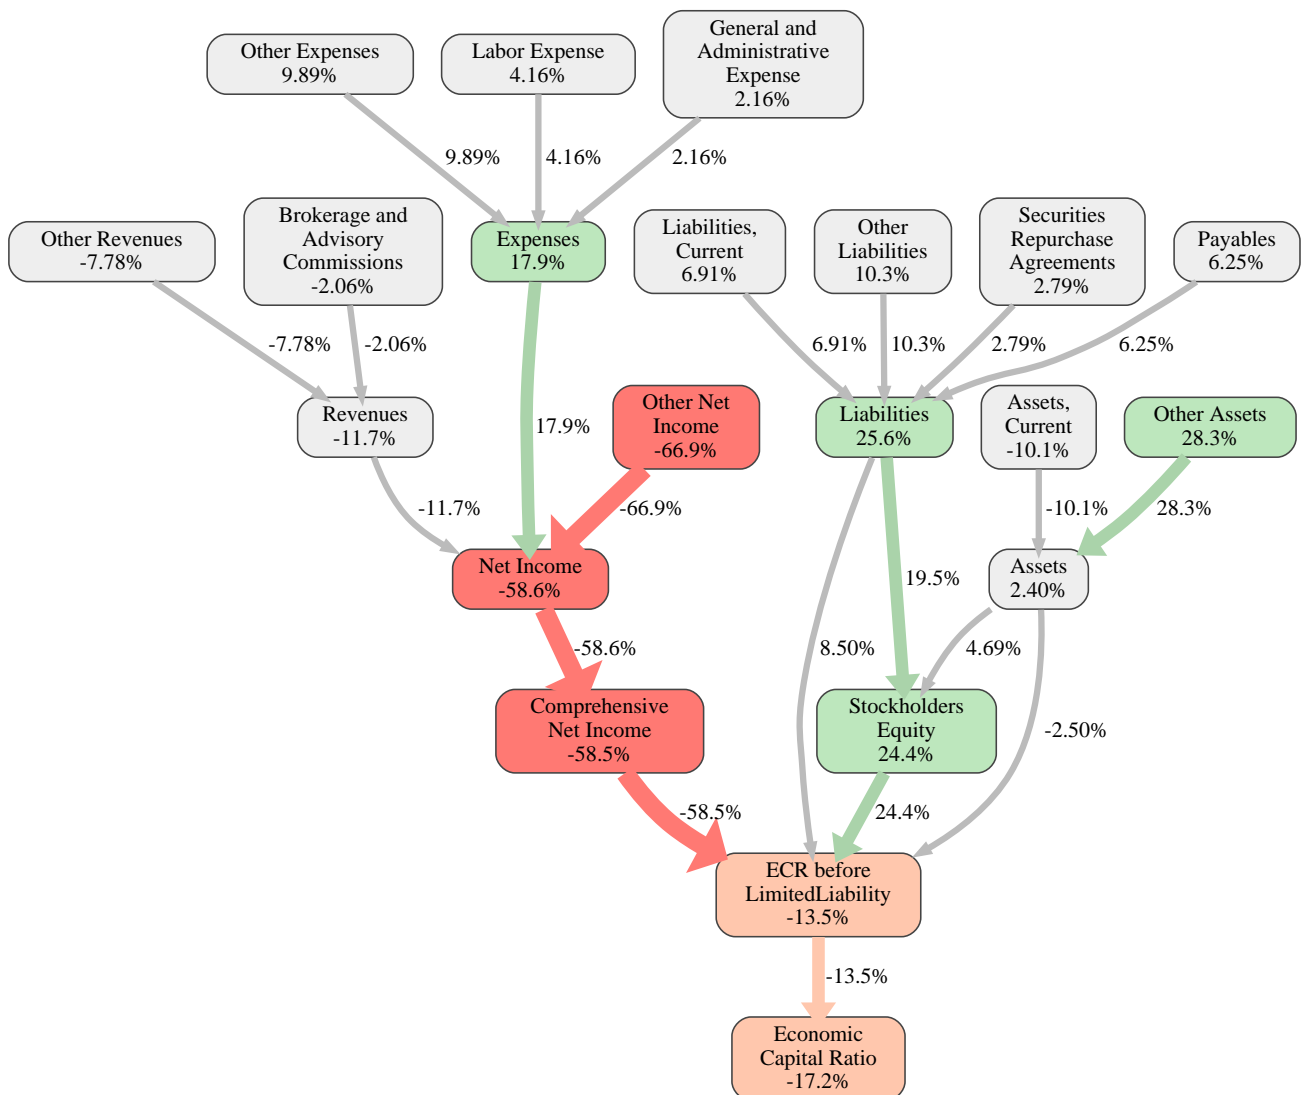 Other Expenses
9.89%
Labor Expense
4.16%
General and
Administrative
Expense
2.16%
9.89%
4.16%
2.16%
Other Revenues
-7.78%
Brokerage and
Advisory
Commissions
-2.06%
Expenses
17.9%
Liabilities,
Current
6.91%
Other
Liabilities
10.3%
Securities
Repurchase
Agreements
2.79%
Payables
6.25%
-7.78%
-2.06%
6.91%
10.3%
2.79%
6.25%
Revenues
-11.7%
17.9%
Other Net
Income
-66.9%
Liabilities
25.6%
Assets,
Current
-10.1%
Other Assets
28.3%
-11.7%
-66.9%
-10.1%
28.3%
Net Income
-58.6%
19.5%
Assets
2.40%
-58.6%
8.50%
4.69%
-2.50%
Comprehensive
Net Income
-58.5%
Stockholders
Equity
24.4%
-58.5%
24.4%
ECR before
LimitedLiability
-13.5%
-13.5%
Economic
Capital Ratio
-17.2%